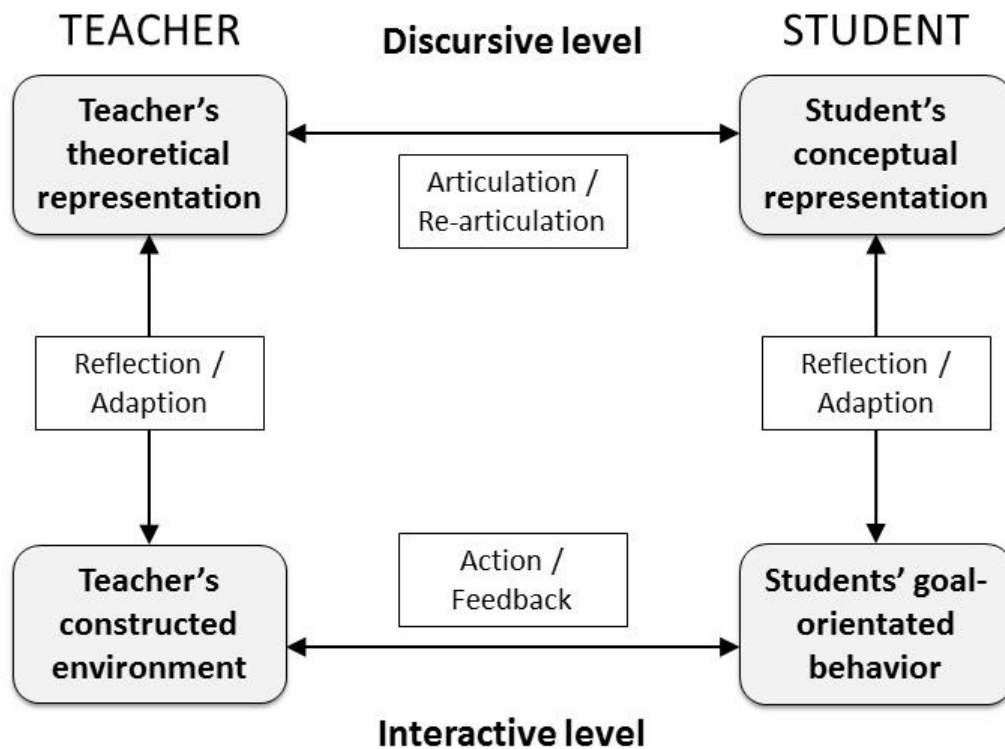 TEACHER
Discursive level
STUDENT
Teacher’s
theoretical
representation
Student’s
conceptual
representation
Articulation /
Re-articulation
Reflection /
Adaption
Reflection /
Adaption
Teacher’s
constructed
environment
Action /
Feedback
Students’ goal-
orientated
behavior
Interactive level